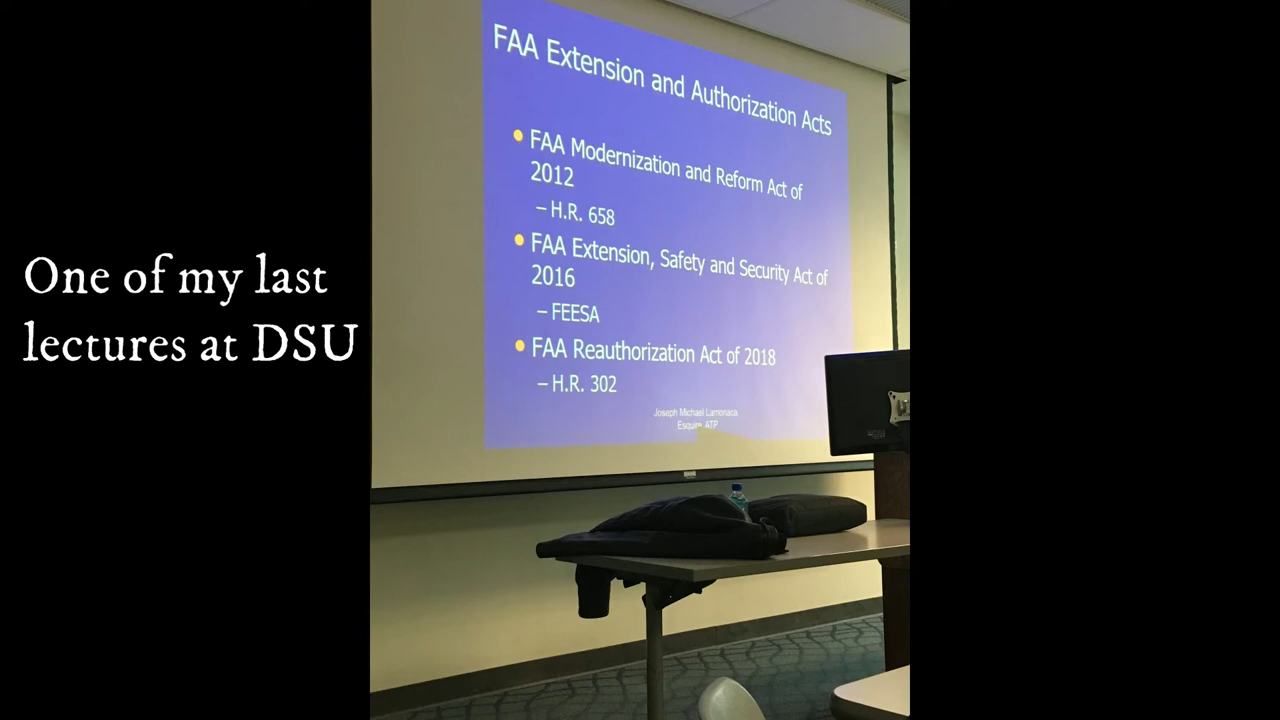 One of my last
lectures at DSU
FAA Extension and Authorization Acts
• FAA Modernization and Reform Act of
2012
– H.R. 658
• FAA Extension, Safety and Security Act of
2016
– FEESA
• FAA Reauthorization Act of 2018
– H.R. 302
Joseph Michael Lamonaca
Esquire, ATP